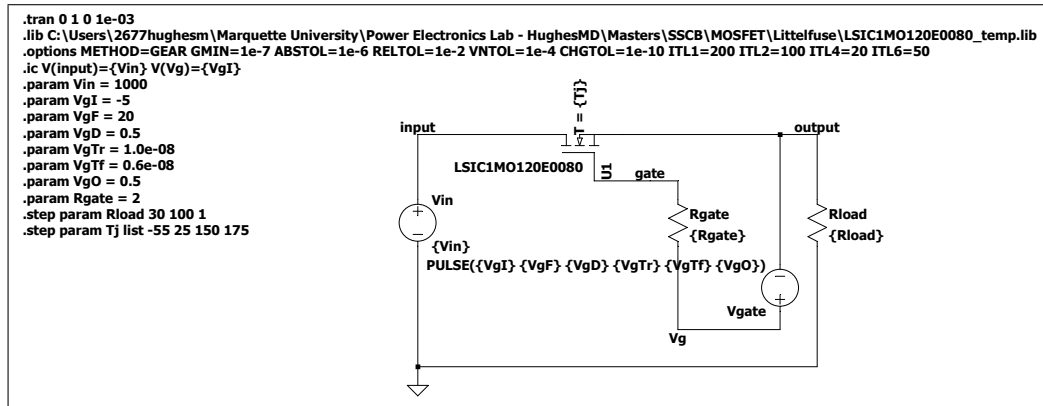 .tran 0 1 0 1e-03
.lib C:\Users\2677hughesm\Marquette University\Power Electronics Lab - HughesMD\Masters\SSCB\MOSFET\Littelfuse\LSIC1MO120E0080_temp.lib
.options METHOD=GEAR GMIN=1e-7 ABSTOL=1e-6 RELTOL=1e-2 VNTOL=1e-4 CHGTOL=1e-10 ITL1=200 ITL2=100 ITL4=20 ITL6=50
.ic V(input)={Vin} V(Vg)={VgI}
.param Vin = 1000
.param VgI = -5
.param VgF = 20
.param VgD = 0.5
.param VgTr = 1.0e-08
.param VgTf = 0.6e-08
.param VgO = 0.5
.param Rgate = 2
.step param Rload 30 100 1
.step param Tj list -55 25 150 175
T = {Tj}
input
output
LSIC1MO120E0080
U1
gate
Vin
{Vin}
Rgate
{Rgate}
Rload
{Rload}
PULSE({VgI} {VgF} {VgD} {VgTr} {VgTf} {VgO})
Vgate
Vg